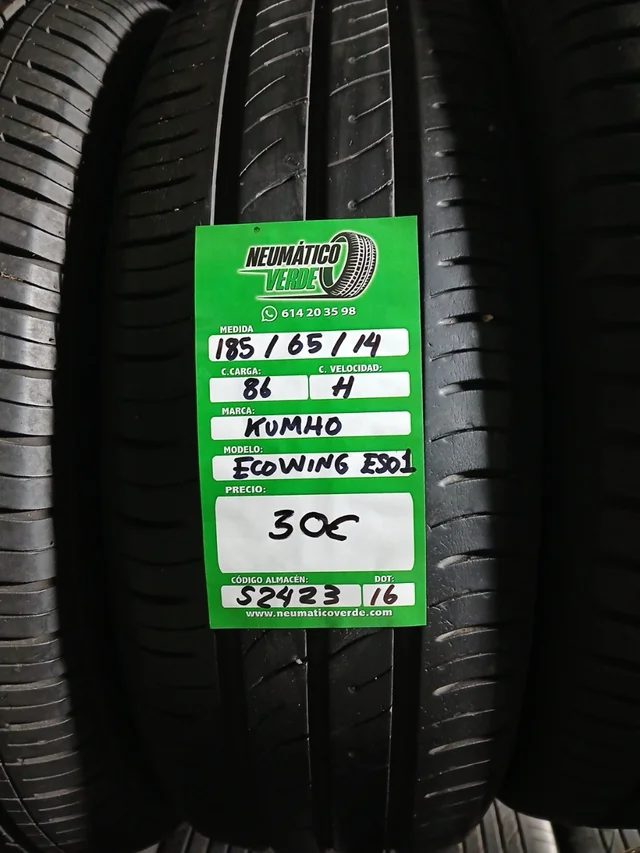 NEUMÁTICO
VERDE
614 20 35 98
MEDIDA
185 / 65 / 14
C.CARGA: C. VELOCIDAD:
86 H
MARCA:
KUMHO
MODELO:
ECOWING ES01
PRECIO:
30€
CÓDIGO ALMACÉN: DOT:
S2423 16
www.neumaticoverde.com